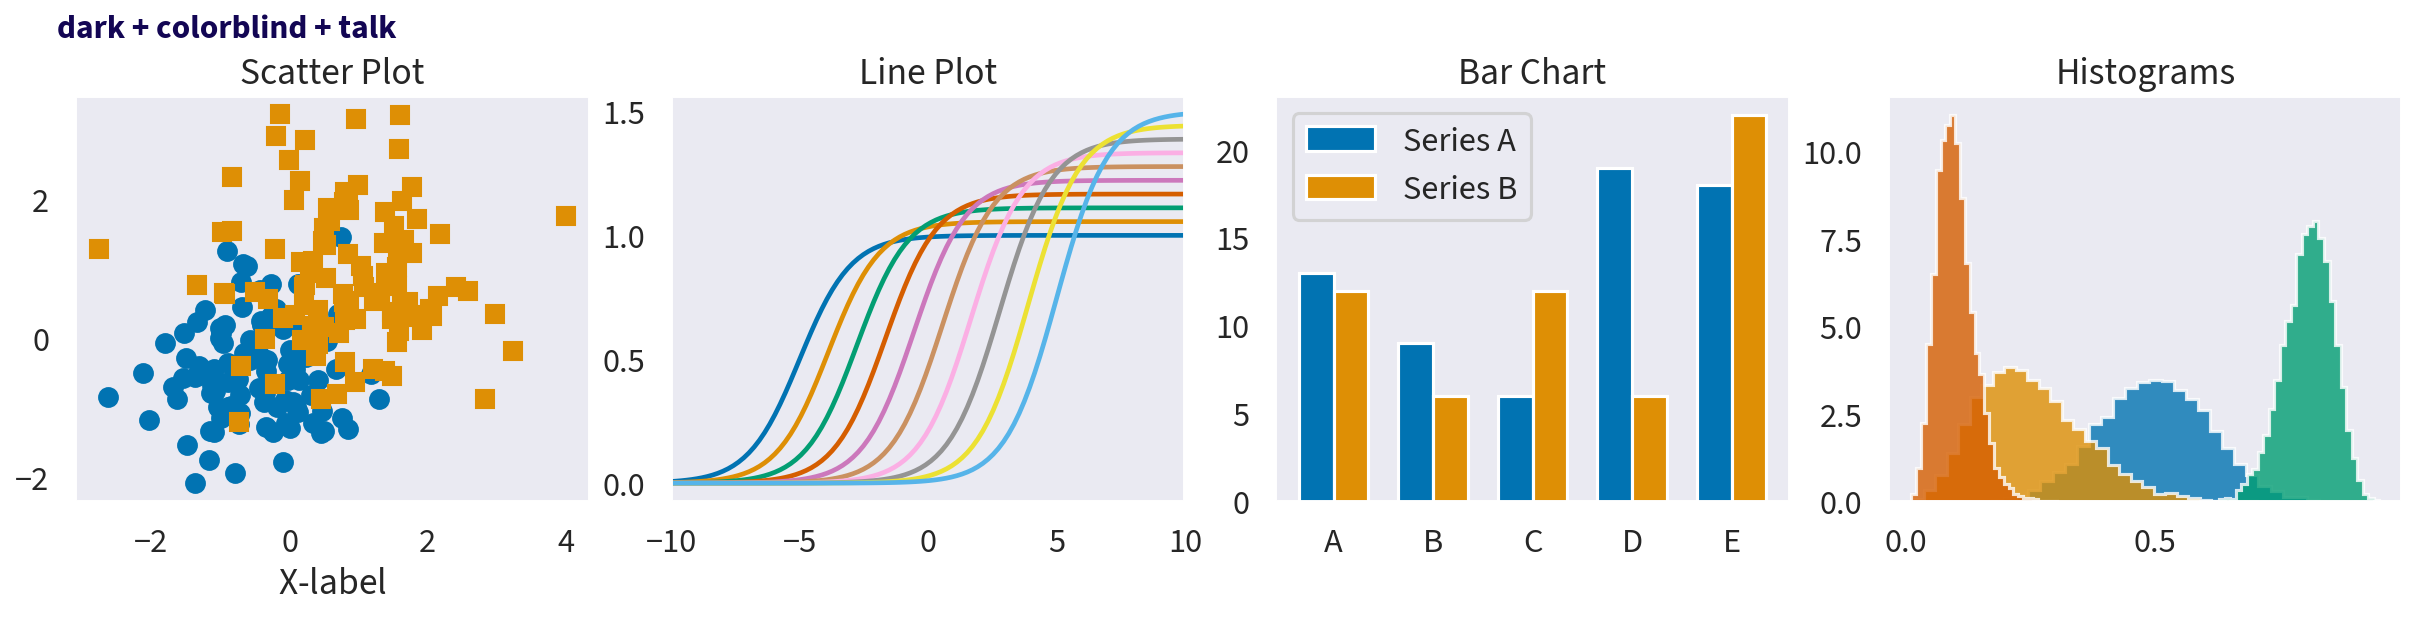 dark + colorblind + talk
Scatter Plot
2
0
−2
−2 0 2 4
X-label
Line Plot
1.5
1.0
0.5
0.0
−10 −5 0 5 10
Bar Chart
Series A
Series B
20
15
10
5
0
A B C D E
Histograms
10.0
7.5
5.0
2.5
0.0
0.0 0.5